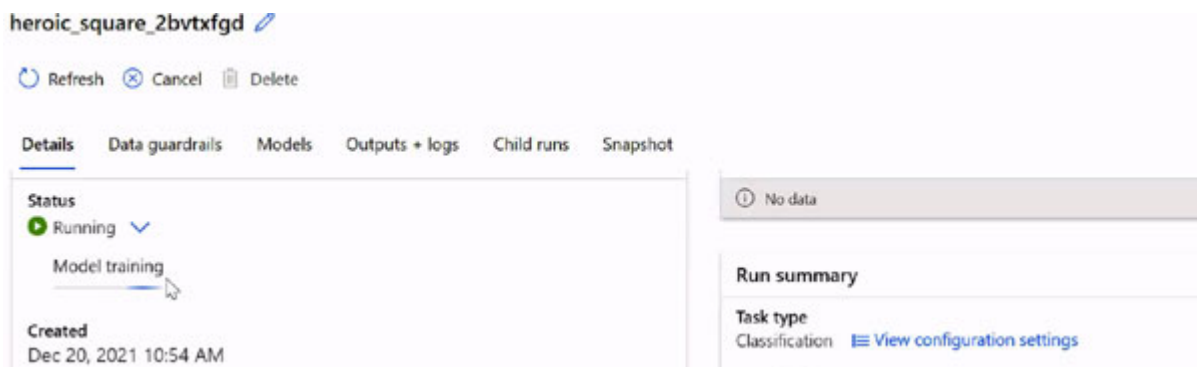 heroic_square_2bvtxfgd
Refresh Cancel Delete
Details Data guardrails Models Outputs + logs Child runs Snapshot
Status
Running
Model training
Created
Dec 20, 2021 10:54 AM
No data
Run summary
Task type
Classification View configuration settings